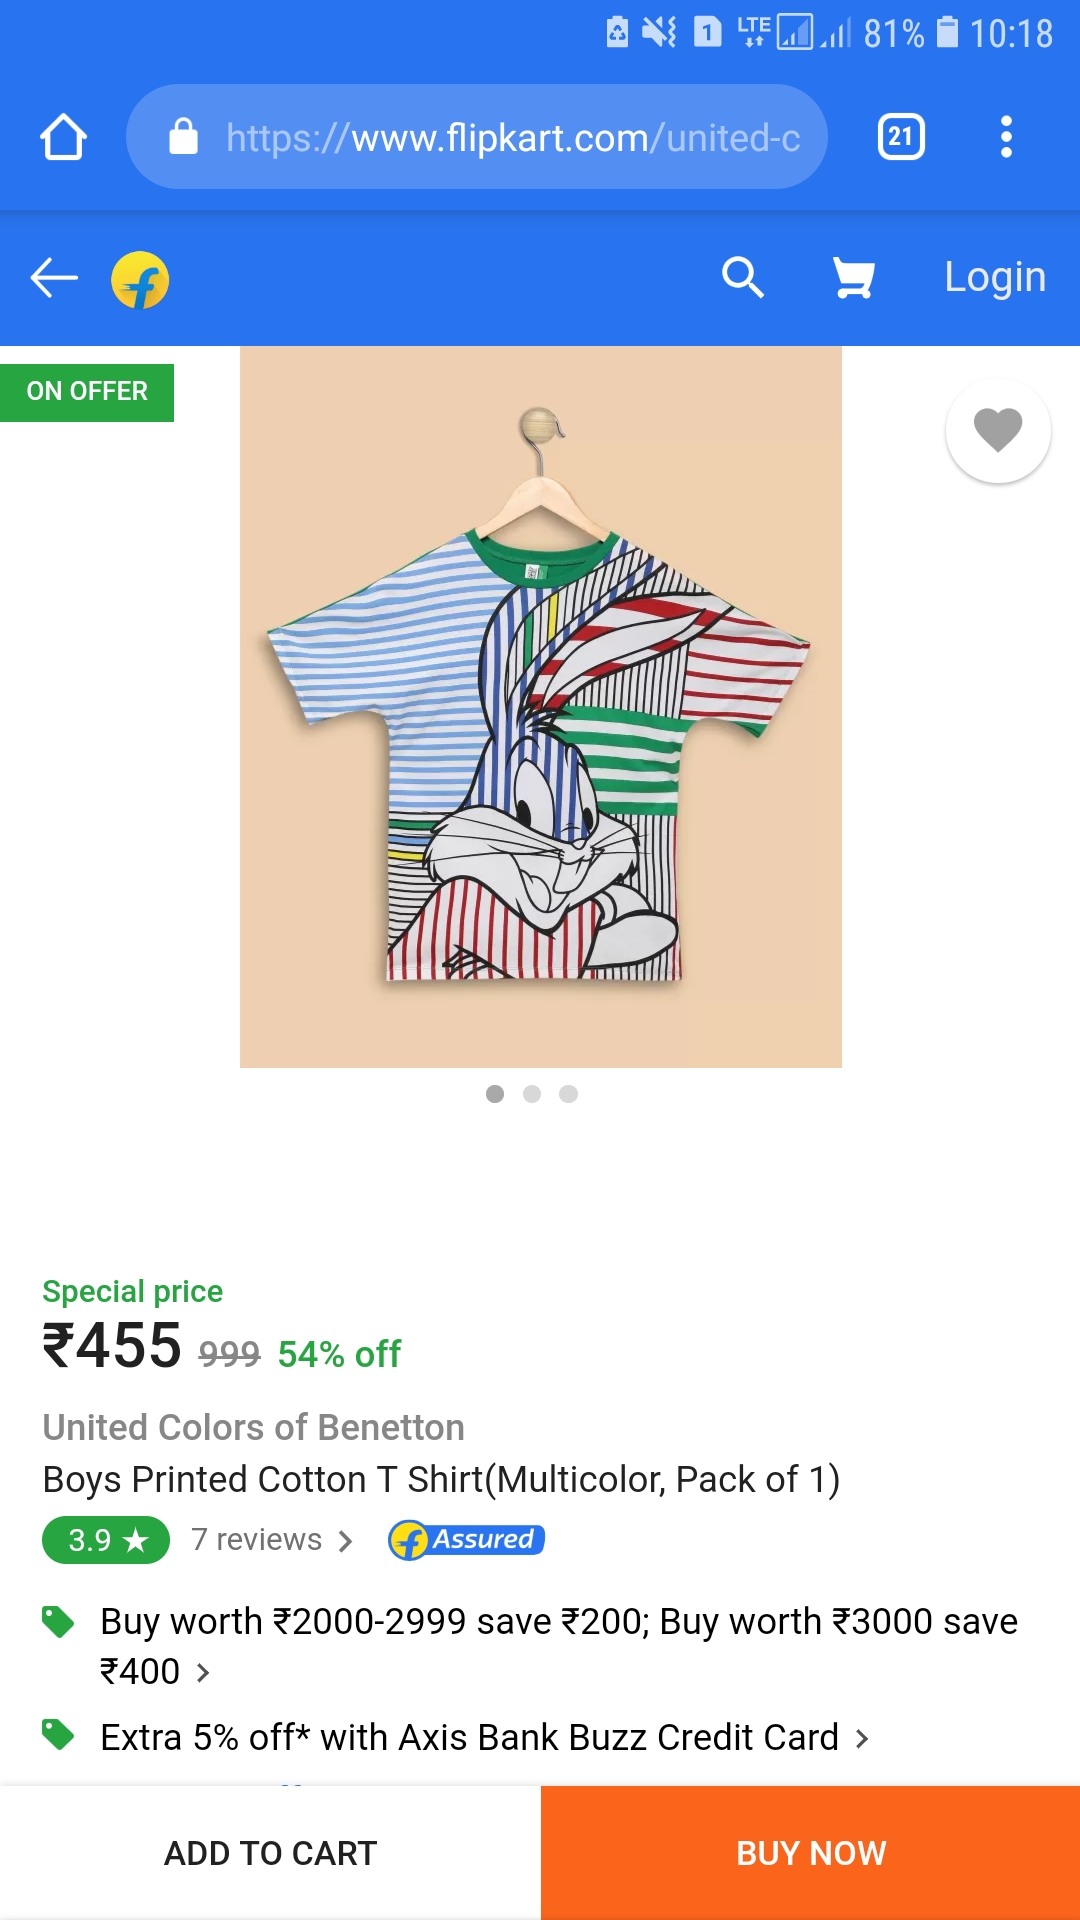 LTE 81% 10:18
https://www.flipkart.com/united-c 21
Login
ON OFFER
Special price
₹455 999 54% off
United Colors of Benetton
Boys Printed Cotton T Shirt(Multicolor, Pack of 1)
3.9 ★ 7 reviews > f Assured
Buy worth ₹2000-2999 save ₹200; Buy worth ₹3000 save
₹400 >
Extra 5% off* with Axis Bank Buzz Credit Card >
ADD TO CART BUY NOW